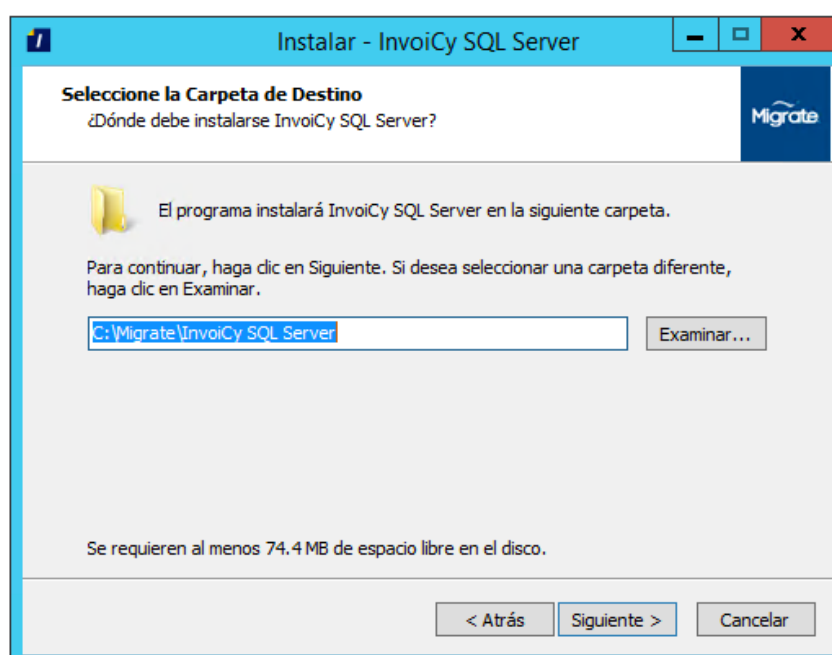 Instalar - InvoiCy SQL Server
Seleccione la Carpeta de Destino
¿Dónde debe instalarse InvoiCy SQL Server?
Migrate
El programa instalará InvoiCy SQL Server en la siguiente carpeta.
Para continuar, haga clic en Siguiente. Si desea seleccionar una carpeta diferente,
haga clic en Examinar.
C:\Migrate\InvoiCy SQL Server
Examinar...
Se requieren al menos 74.4 MB de espacio libre en el disco.
< Atrás
Siguiente >
Cancelar